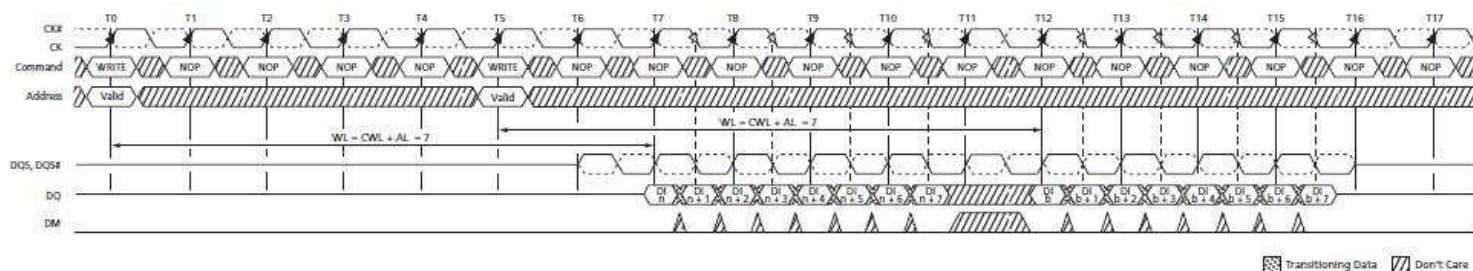 T0 T1 T2 T3 T4 T5 T6 T7 T8 T9 T10 T11 T12 T13 T14 T15 T16 T17
CK#
CK
Command WRITE NOP NOP NOP NOP WRITE NOP NOP NOP NOP NOP NOP NOP NOP NOP NOP NOP NOP
Address Valid Valid
WL = CWL + AL = 7
WL = CWL + AL = 7
DQS, DQS#
DQ DI n DI n + 1 DI n + 2 DI n + 3 DI n + 4 DI n + 5 DI n + 6 DI n + 7 DI b DI b + 1 DI b + 2 DI b + 3 DI b + 4 DI b + 5 DI b + 6 DI b + 7
DM
Transitioning Data Don't Care